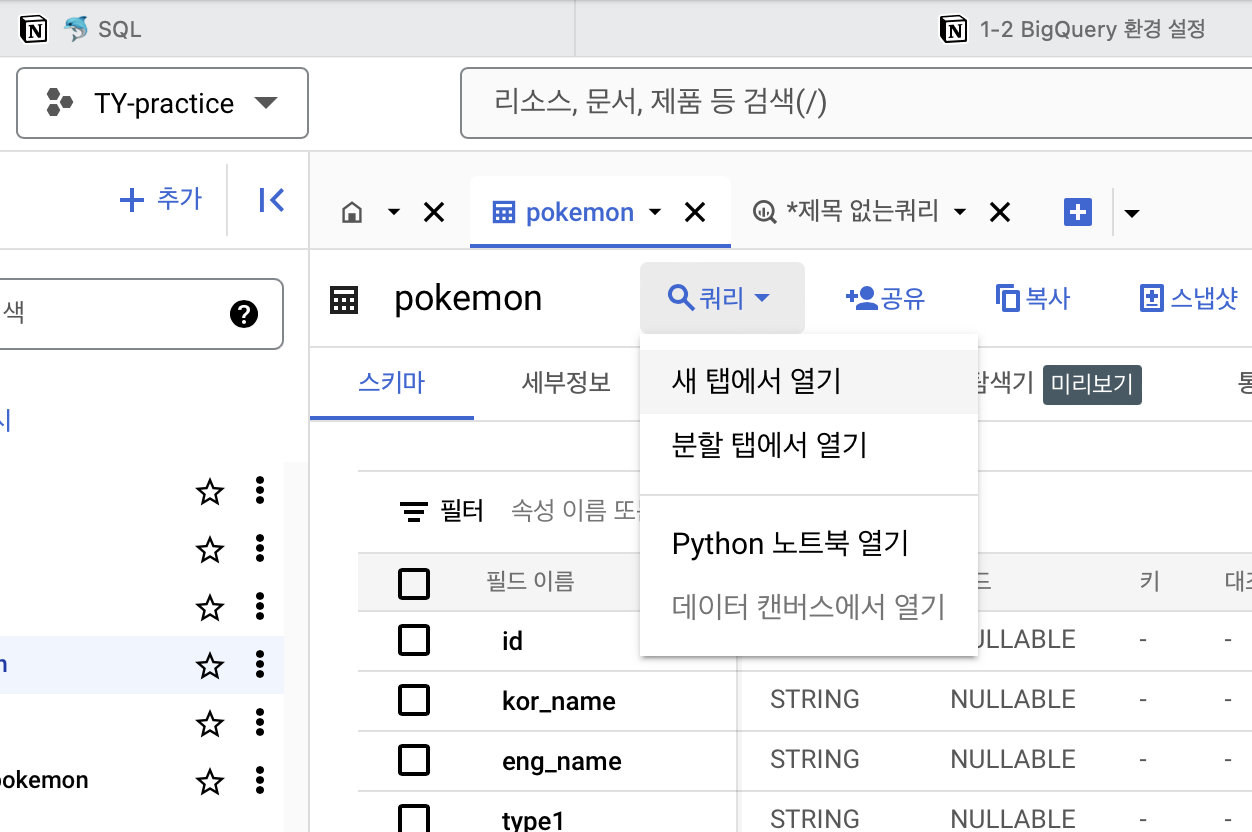 SQL
1-2 BigQuery 환경 설정
TY-practice
리소스, 문서, 제품 등 검색(/)
추가
pokemon
*제목 없는쿼리
색
pokemon
쿼리
공유
복사
스냅샷
스키마
세부정보
탐색기
미리보기
새 탭에서 열기
분할 탭에서 열기
Python 노트북 열기
데이터 캔버스에서 열기
필터
속성 이름 또는
필드 이름
드
키
대조
id
ULLABLE
-
-
kor_name
STRING
NULLABLE
-
-
eng_name
STRING
NULLABLE
-
-
pokemon
type1
STRING
NULLABLE
-
-